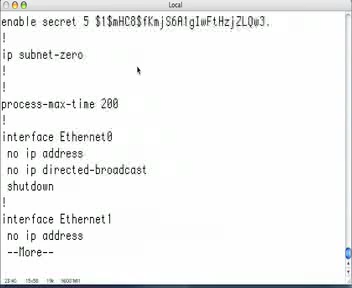 Local
enable secret 5 $1$mHC8$fKmjS6A1gIwFtHzjZLQw3.
!
ip subnet-zero
!
!
process-max-time 200
!
interface Ethernet0
no ip address
no ip directed-broadcast
shutdown
!
interface Ethernet1
no ip address
--More--